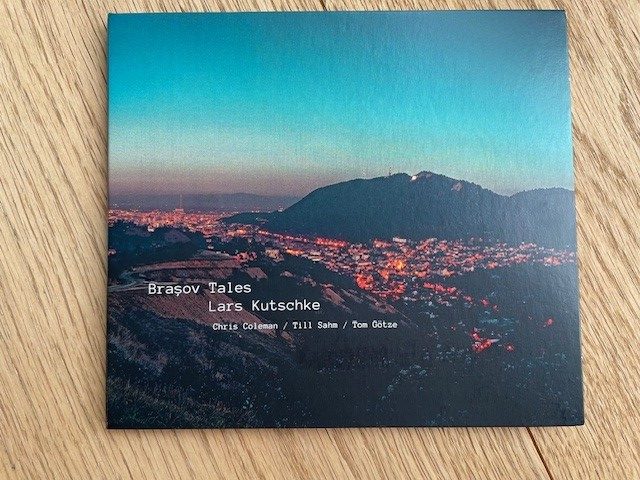 Brașov Tales
Lars Kutschke
Chris Coleman / Till Sahm / Tom Götze